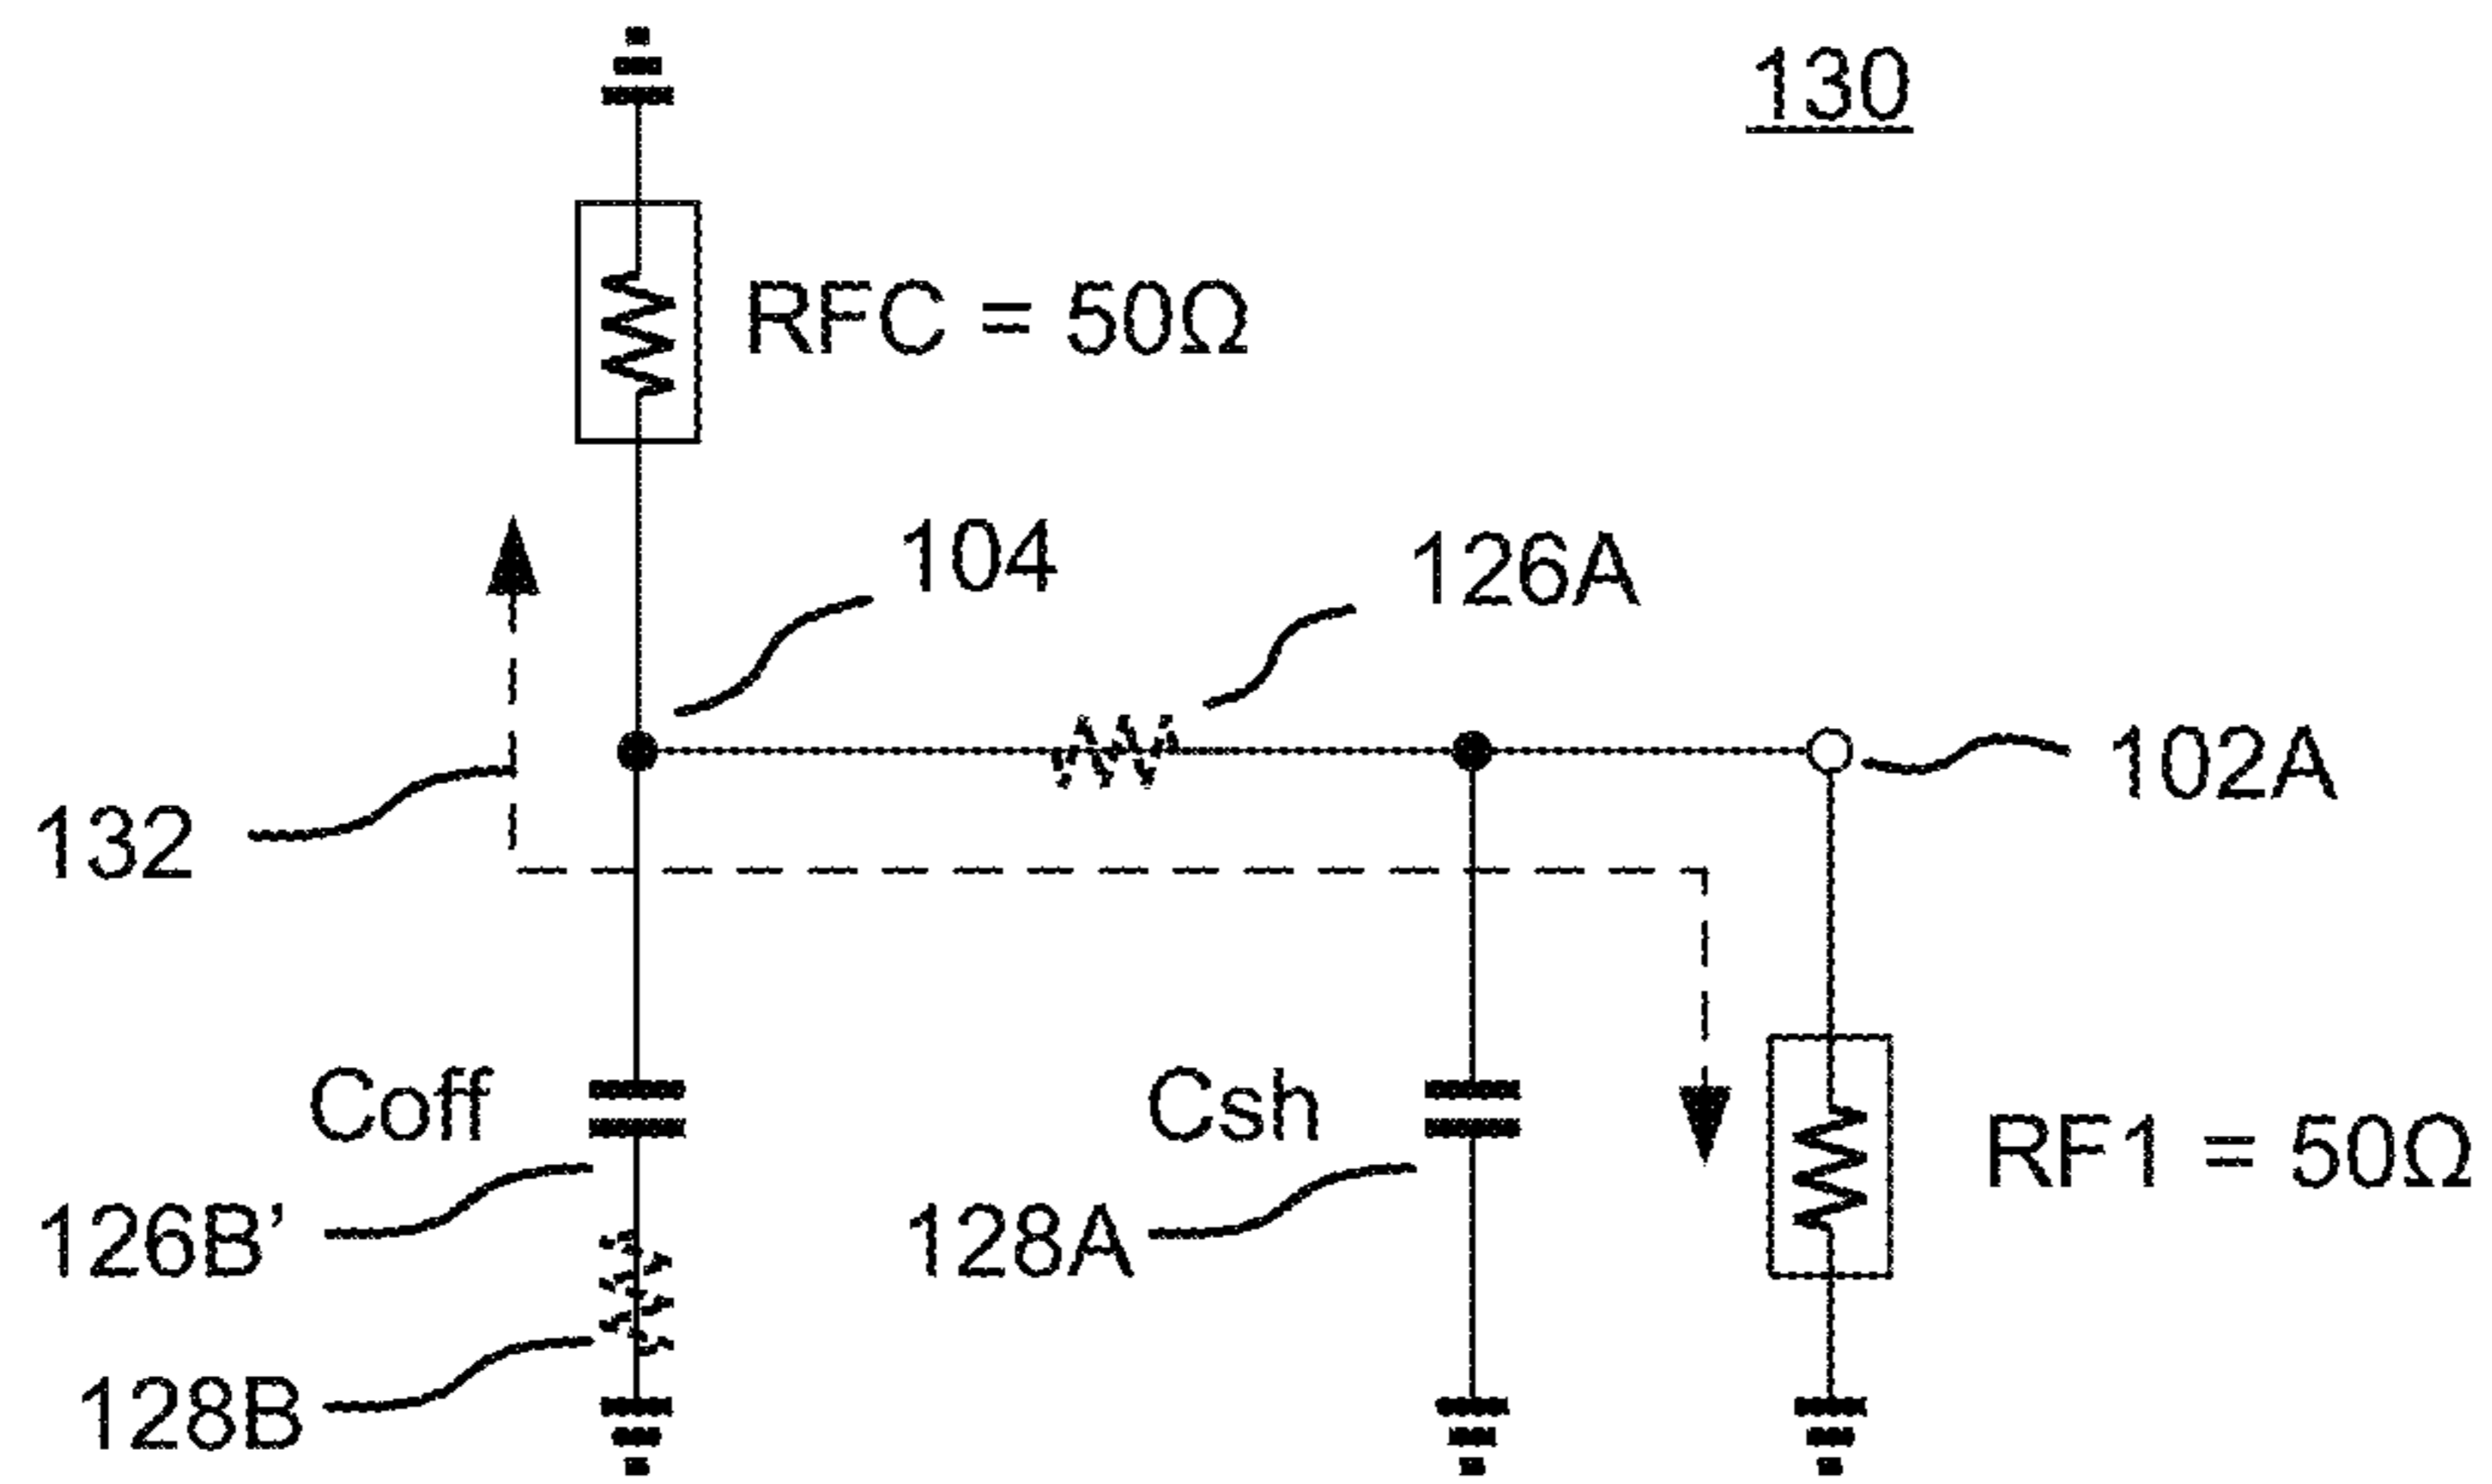 130
RFC = 50Ω
104
126A
102A
132
Coff
Csh
126B’
128A
RF1 = 50Ω
128B